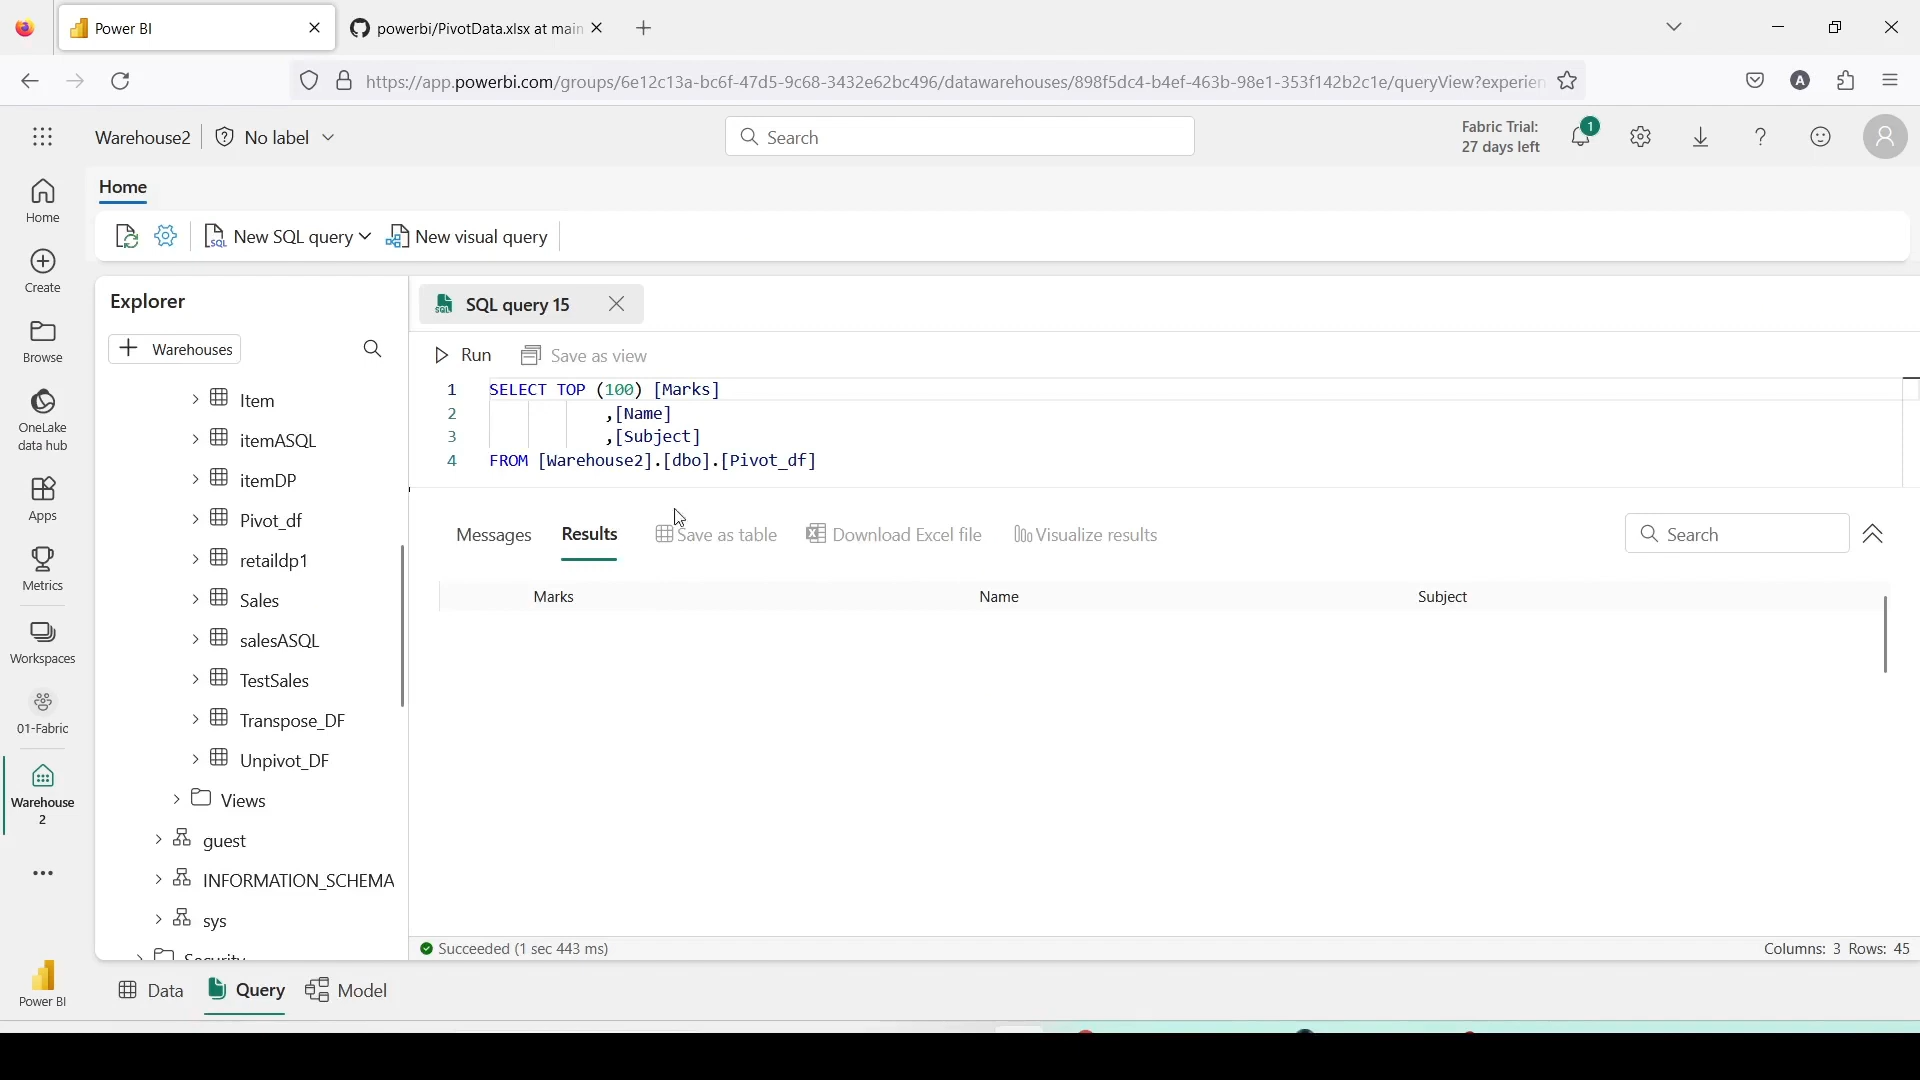 Power BI
powerbi/PivotData.xlsx at main
https://app.powerbi.com/groups/6e12c13a-bc6f-47d5-9c68-3432e62bc496/datawarehouses/898f5dc4-b4ef-463b-98e1-353f142b2c1e/queryView?experien
Warehouse2
No label
Search
Fabric Trial:
27 days left
1
A
Home
New SQL query
New visual query
Home
Create
Browse
OneLake
data hub
Apps
Metrics
Workspaces
01-Fabric
Warehouse
2
Power BI
Explorer
Warehouses
Item
itemASQL
itemDP
Pivot_df
retaildp1
Sales
salesASQL
TestSales
Transpose_DF
Unpivot_DF
Views
guest
INFORMATION_SCHEMA
sys
Security
SQL query 15
Run
Save as view
1 SELECT TOP (100) [Marks]
2 ,[Name]
3 ,[Subject]
4 FROM [Warehouse2].[dbo].[Pivot_df]
Messages
Results
Save as table
Download Excel file
Visualize results
Search
Marks Name Subject
Succeeded (1 sec 443 ms)
Columns: 3 Rows: 45
Data
Query
Model